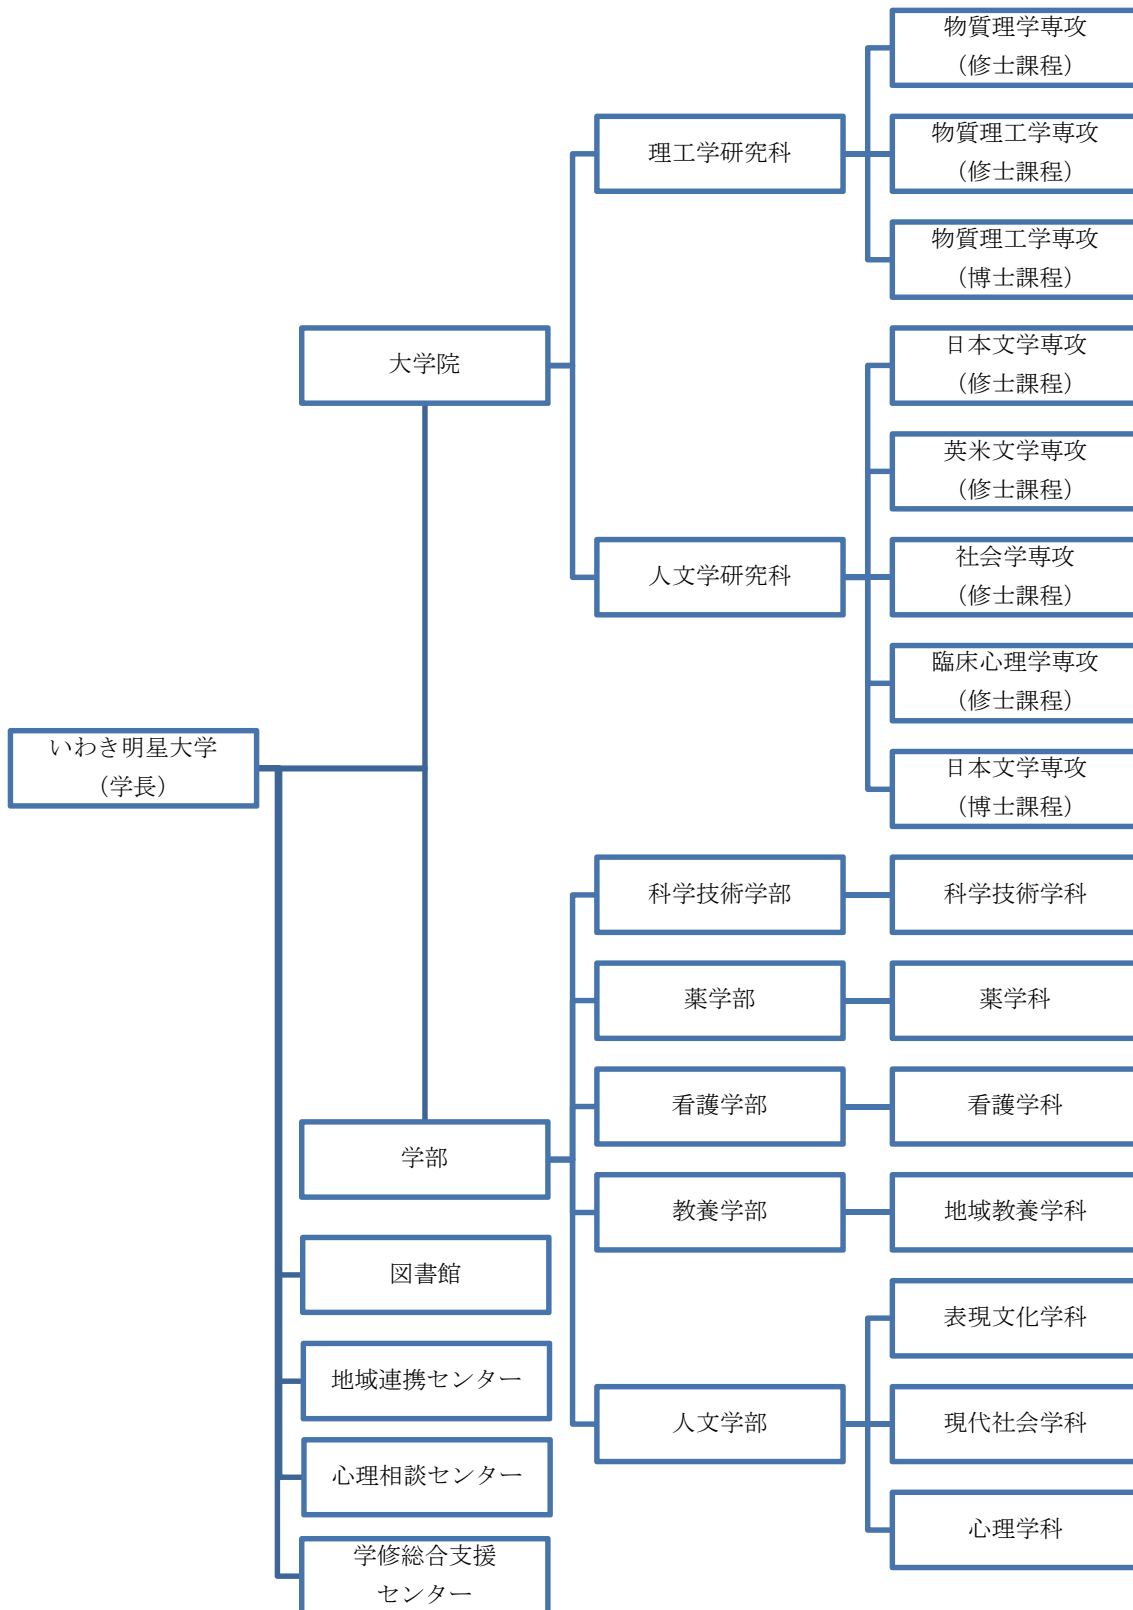 物質理学専攻
（修士課程）
物質理工学専攻
（修士課程）
物質理工学専攻
（博士課程）
理工学研究科
大学院
日本文学専攻
（修士課程）
英米文学専攻
（修士課程）
社会学専攻
（修士課程）
臨床心理学専攻
（修士課程）
日本文学専攻
（博士課程）
人文学研究科
いわき明星大学
（学長）
学部
科学技術学部
科学技術学科
薬学部
薬学科
看護学部
看護学科
教養学部
地域教養学科
人文学部
表現文化学科
現代社会学科
心理学科
図書館
地域連携センター
心理相談センター
学修総合支援
センター